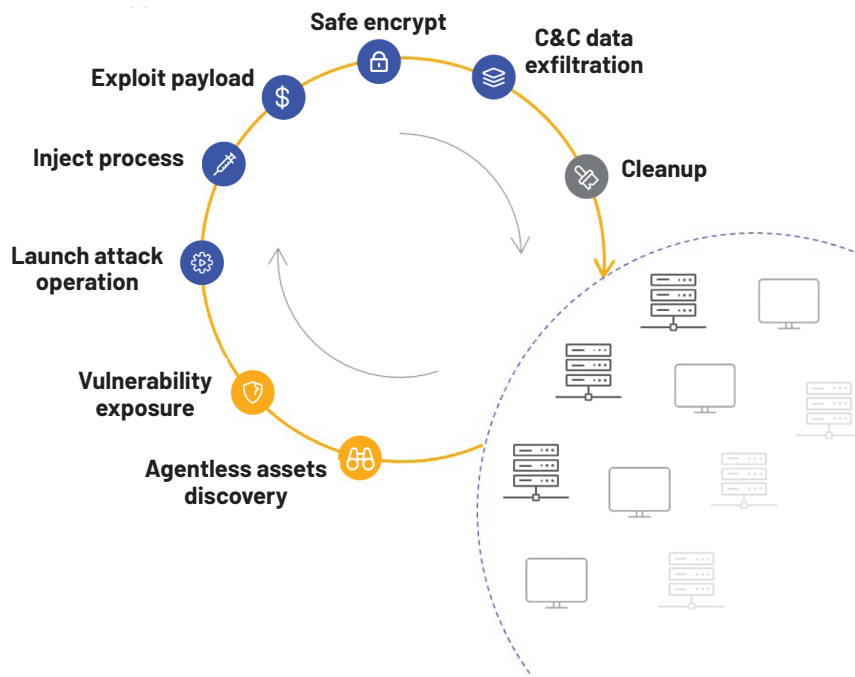 Safe encrypt
C&C data
exfiltration
Exploit payload
Inject process
Cleanup
Launch attack
operation
Vulnerability
exposure
Agentless assets
discovery